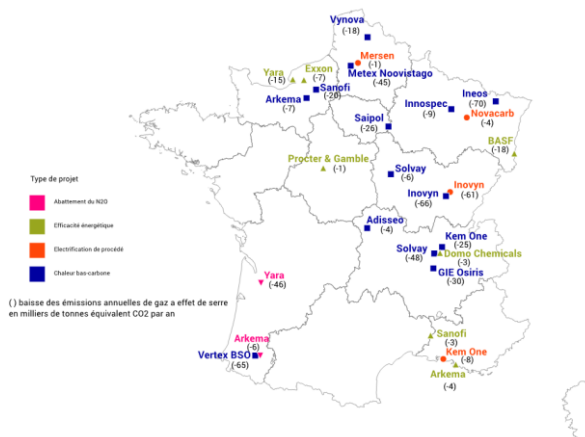 Vynova
(-18)
Mersen
(-1)
Metex Noovistago
(-45)
Yara
(-15)
Exxon
(-7)
Sanofi
(-20)
Arkema
(-7)
Ineos
(-70)
Innospec
(-9)
Novacarb
(-4)
Saipol
(-26)
BASF
(-18)
Procter & Gamble
(-1)
Solvay
(-6)
Inovyn
(-61)
Inovyn
(-66)
Type de projet
Abattement du N2O
Efficacité énergétique
Electrification de procédé
Chaleur bas-carbone
Adisseo
(-4)
Kem One
(-25)
Solvay
(-48)
Domo Chemicals
(-3)
GIE Osiris
(-30)
Yara
(-46)
( ) baisse des émissions annuelles de gaz a effet de serre
en milliers de tonnes équivalent CO2 par an
Arkema
(-6)
Vertex BSO
(-65)
Sanofi
(-3)
Kem One
(-8)
Arkema
(-4)